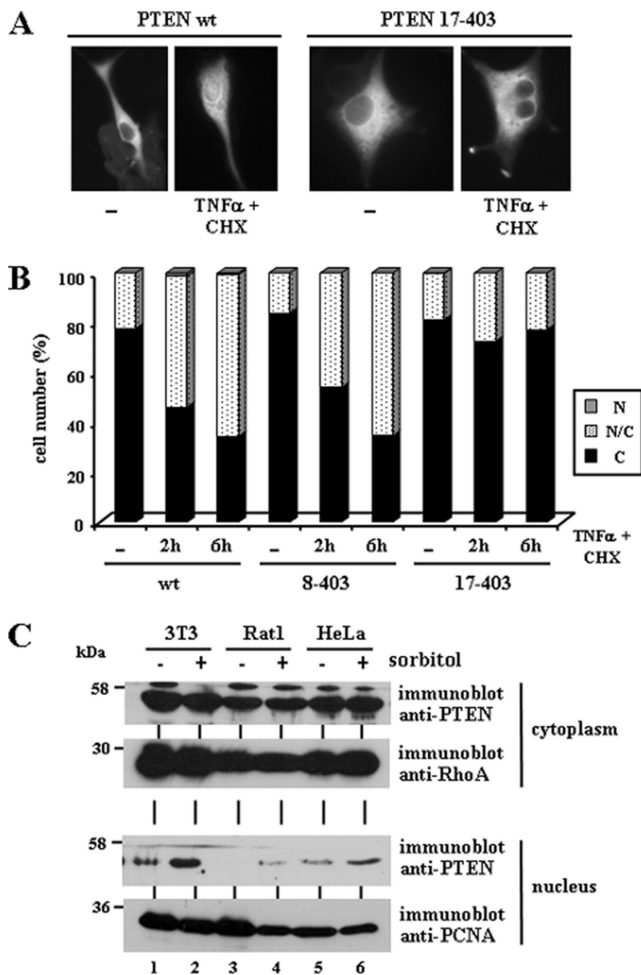 A
PTEN wt
PTEN 17-403
–
TNFα +
CHX
–
TNFα +
CHX
B
cell number (%)
100
80
60
40
20
0
N
N/C
C
– 2h 6h – 2h 6h – 2h 6h
TNFα +
CHX
wt
8-403
17-403
C
3T3 Rat1 HeLa
kDa
- + - + - + sorbitol
58
immunoblot
anti-PTEN
30
immunoblot
anti-RhoA
cytoplasm
58
immunoblot
anti-PTEN
36
immunoblot
anti-PCNA
nucleus
1 2 3 4 5 6